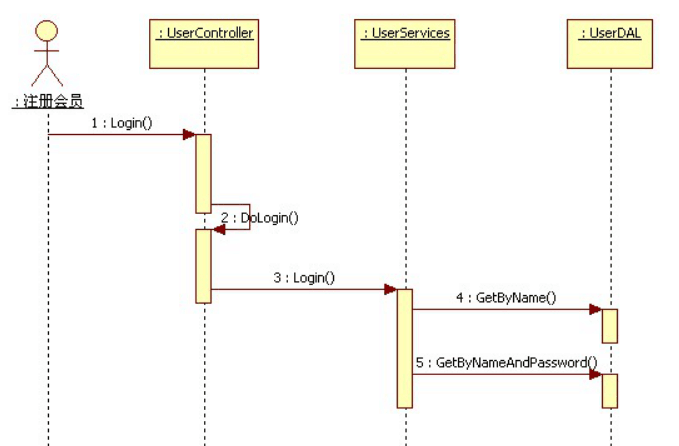 : UserController
: UserServices
: UserDAL
: 注册会员
1 : Login()
2 : DoLogin()
3 : Login()
4 : GetByName()
5 : GetByNameAndPassword()